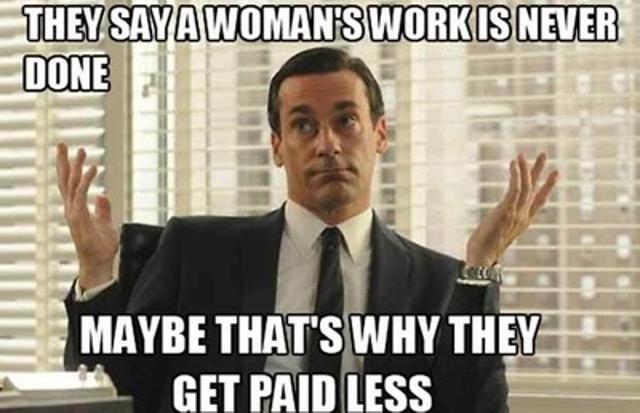 THEY SAY A WOMAN'S WORK IS NEVER
DONE
MAYBE THAT'S WHY THEY
GET PAID LESS